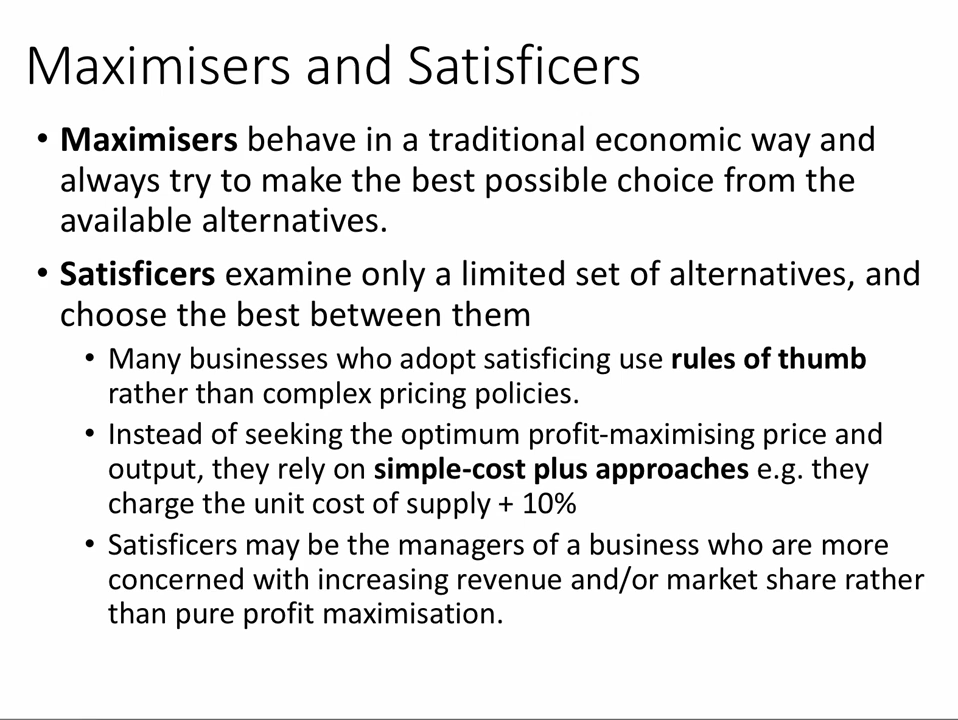 Maximisers and Satisficers
• Maximisers behave in a traditional economic way and
always try to make the best possible choice from the
available alternatives.
• Satisficers examine only a limited set of alternatives, and
choose the best between them
• Many businesses who adopt satisficing use rules of thumb
rather than complex pricing policies.
• Instead of seeking the optimum profit-maximising price and
output, they rely on simple-cost plus approaches e.g. they
charge the unit cost of supply + 10%
• Satisficers may be the managers of a business who are more
concerned with increasing revenue and/or market share rather
than pure profit maximisation.